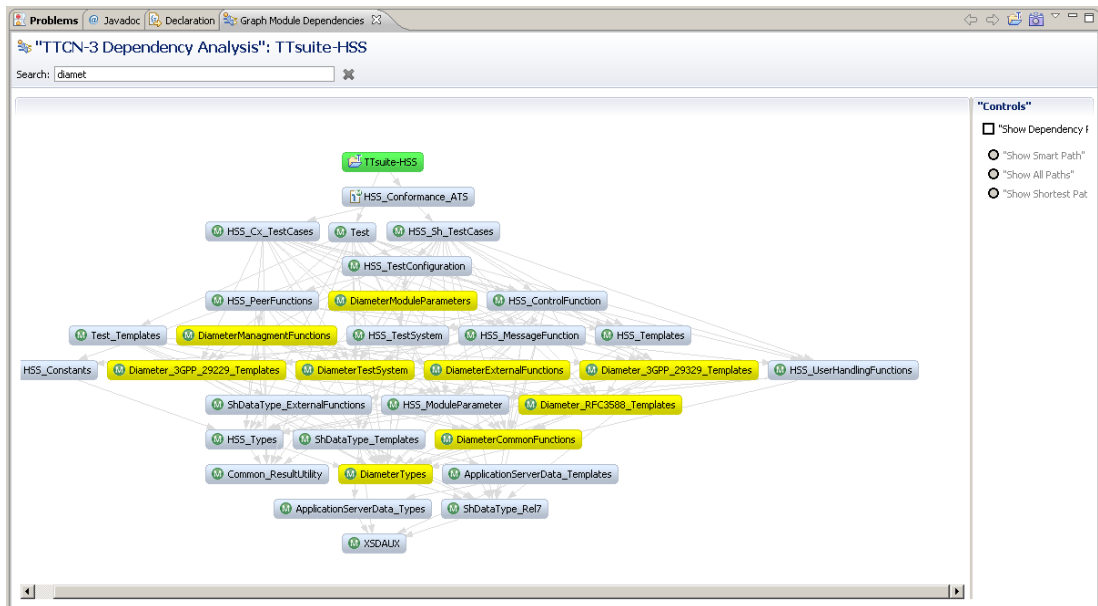 Problems @ Javadoc Declaration Graph Module Dependencies
"TTCN-3 Dependency Analysis": TTsuite-HSS
Search: diamet
"Controls"
"Show Dependency P
"Show Smart Path"
"Show All Paths"
"Show Shortest Pat
TTsuite-HSS
HSS_Conformance_ATS
M HSS_Cx_TestCases M Test M HSS_Sh_TestCases
M HSS_TestConfiguration
M HSS_PeerFunctions M DiameterModuleParameters M HSS_ControlFunction
M Test_Templates M DiameterManagmentFunctions M HSS_TestSystem M HSS_MessageFunction M HSS_Templates
HSS_Constants M Diameter_3GPP_29229_Templates M DiameterTestSystem M DiameterExternalFunctions M Diameter_3GPP_29329_Templates M HSS_UserHandlingFunctions
M ShDataType_ExternalFunctions M HSS_ModuleParameter M Diameter_RFC3588_Templates
M HSS_Types M ShDataType_Templates M DiameterCommonFunctions
M Common_ResultUtility M DiameterTypes M ApplicationServerData_Templates
M ApplicationServerData_Types M ShDataType_Rel7
M XSDAUX